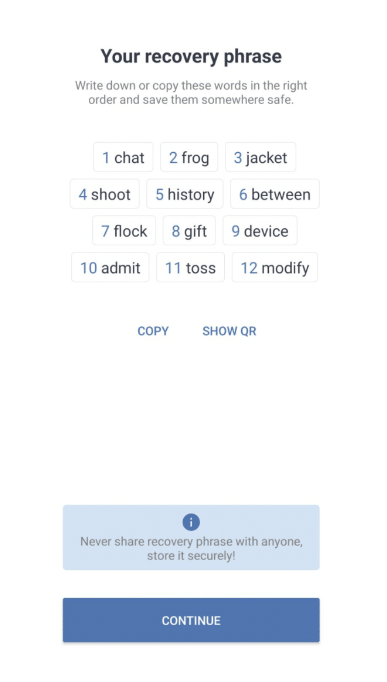 Your recovery phrase
Write down or copy these words in the right
order and save them somewhere safe.
1 chat 2 frog 3 jacket
4 shoot 5 history 6 between
7 flock 8 gift 9 device
10 admit 11 toss 12 modify
COPY SHOW QR
i
Never share recovery phrase with anyone,
store it securely!
CONTINUE